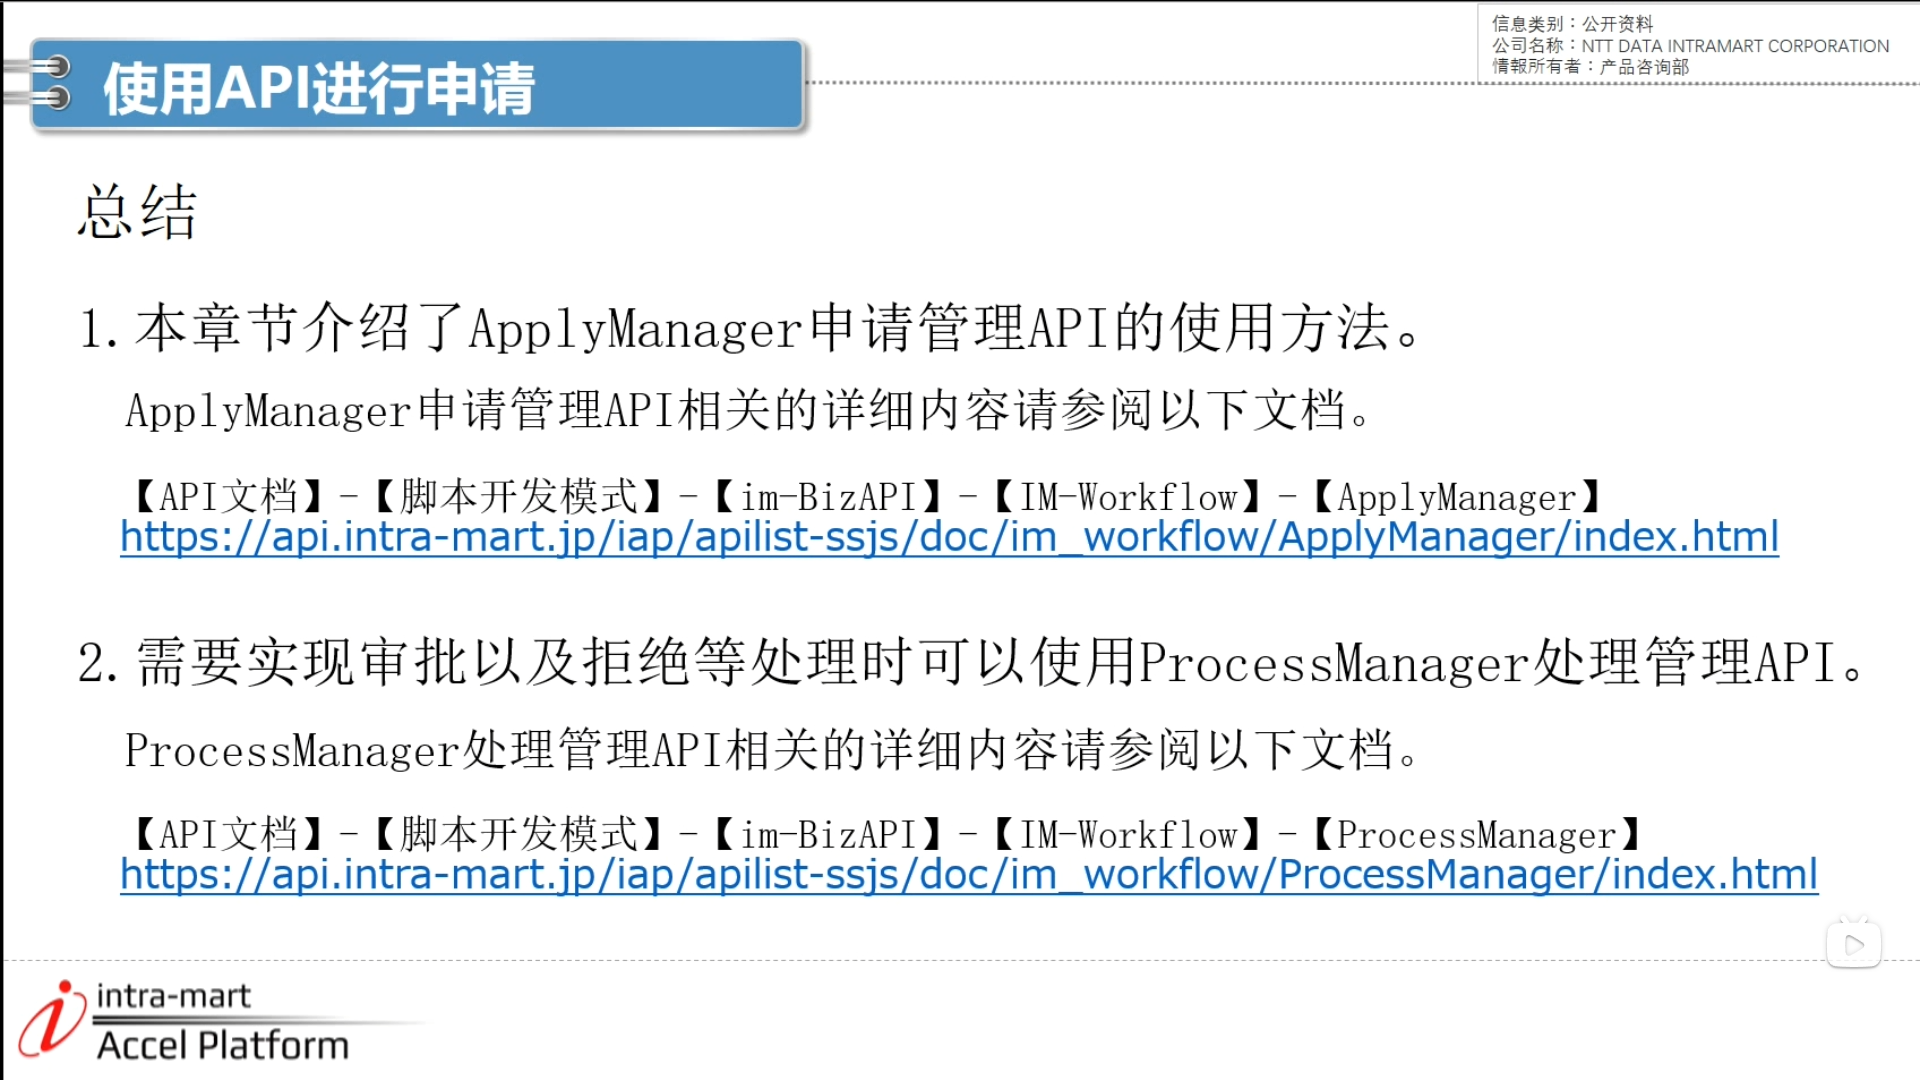 信息类别：公开资料
公司名称：NTT DATA INTRAMART CORPORATION
情報所有者：产品咨询部
使用API进行申请
总结
1. 本章节介绍了ApplyManager申请管理API的使用方法。
ApplyManager申请管理API相关的详细内容请参阅以下文档。
【API文档】-【脚本开发模式】-【im-BizAPI】-【IM-Workflow】-【ApplyManager】
https://api.intra-mart.jp/iap/apilist-ssjs/doc/im_workflow/ApplyManager/index.html
2. 需要实现审批以及拒绝等处理时可以使用ProcessManager处理管理API。
ProcessManager处理管理API相关的详细内容请参阅以下文档。
【API文档】-【脚本开发模式】-【im-BizAPI】-【IM-Workflow】-【ProcessManager】
https://api.intra-mart.jp/iap/apilist-ssjs/doc/im_workflow/ProcessManager/index.html
intra-mart
Accel Platform